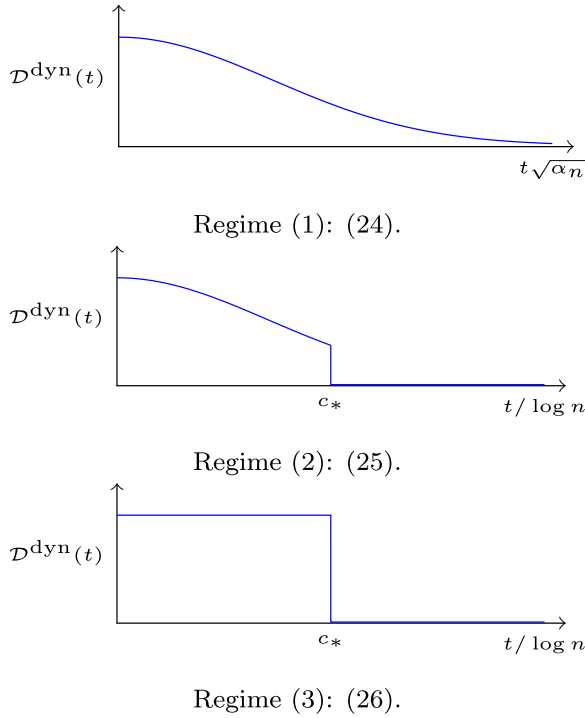 𝒟^dyn(t)
t√α_n
Regime (1): (24).
𝒟^dyn(t)
c_*
t/ log n
Regime (2): (25).
𝒟^dyn(t)
c_*
t/ log n
Regime (3): (26).